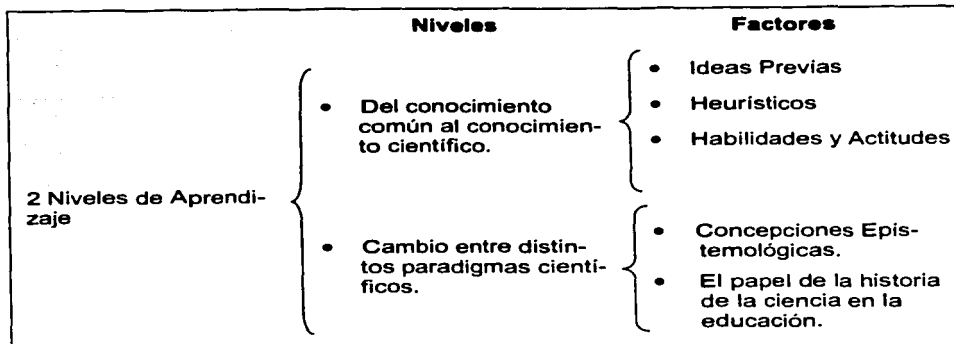 Niveles
Factores
2 Niveles de Aprendi-
zaje
• Del conocimiento
común al conocimien-
to científico.
• Ideas Previas
• Heurísticos
• Habilidades y Actitudes
• Cambio entre distin-
tos paradigmas cientí-
ficos.
• Concepciones Epis-
temológicas.
• El papel de la historia
de la ciencia en la
educación.